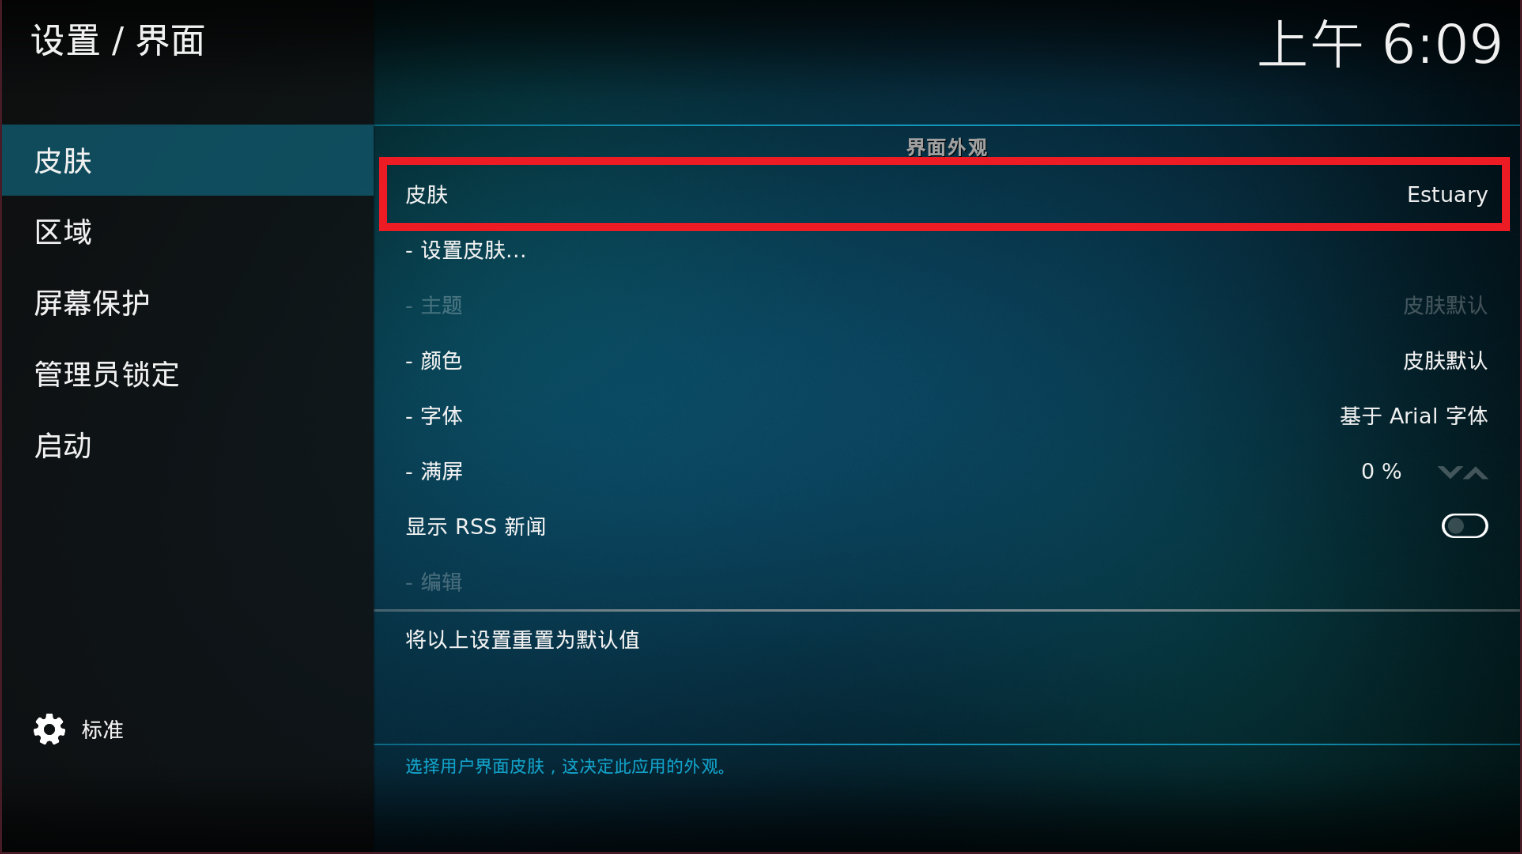 设置 / 界面
上午 6:09
皮肤
区域
屏幕保护
管理员锁定
启动
标准
界面外观
皮肤 Estuary
- 设置皮肤...
- 主题 皮肤默认
- 颜色 皮肤默认
- 字体 基于 Arial 字体
- 满屏 0 %
显示 RSS 新闻
- 编辑
将以上设置重置为默认值
选择用户界面皮肤，这决定此应用的外观。